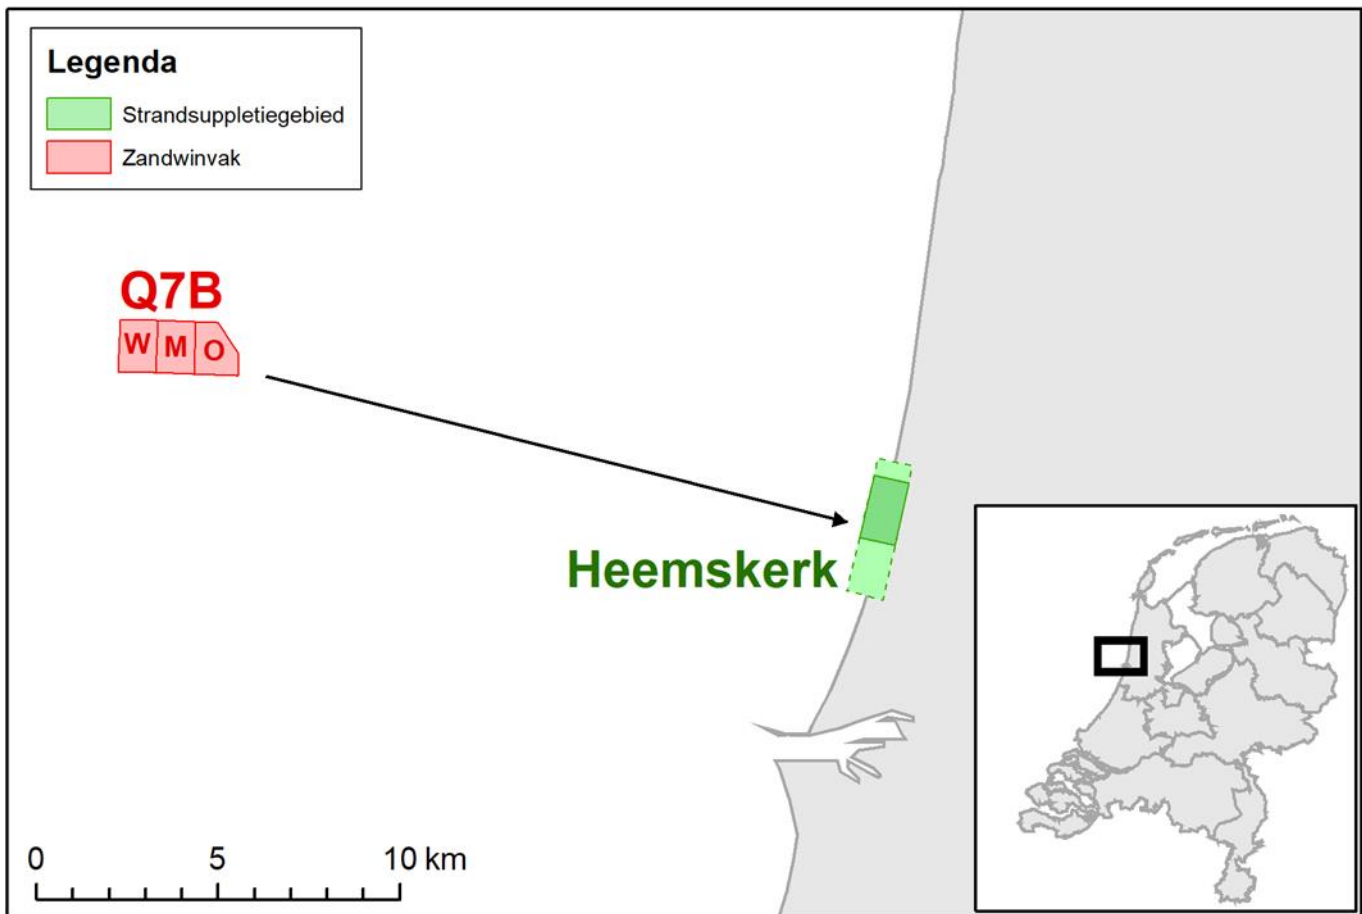 Legenda
Strandsuppletiegebied
Zandwinvak
Q7B
W M O
Heemskerk
0 5 10 km